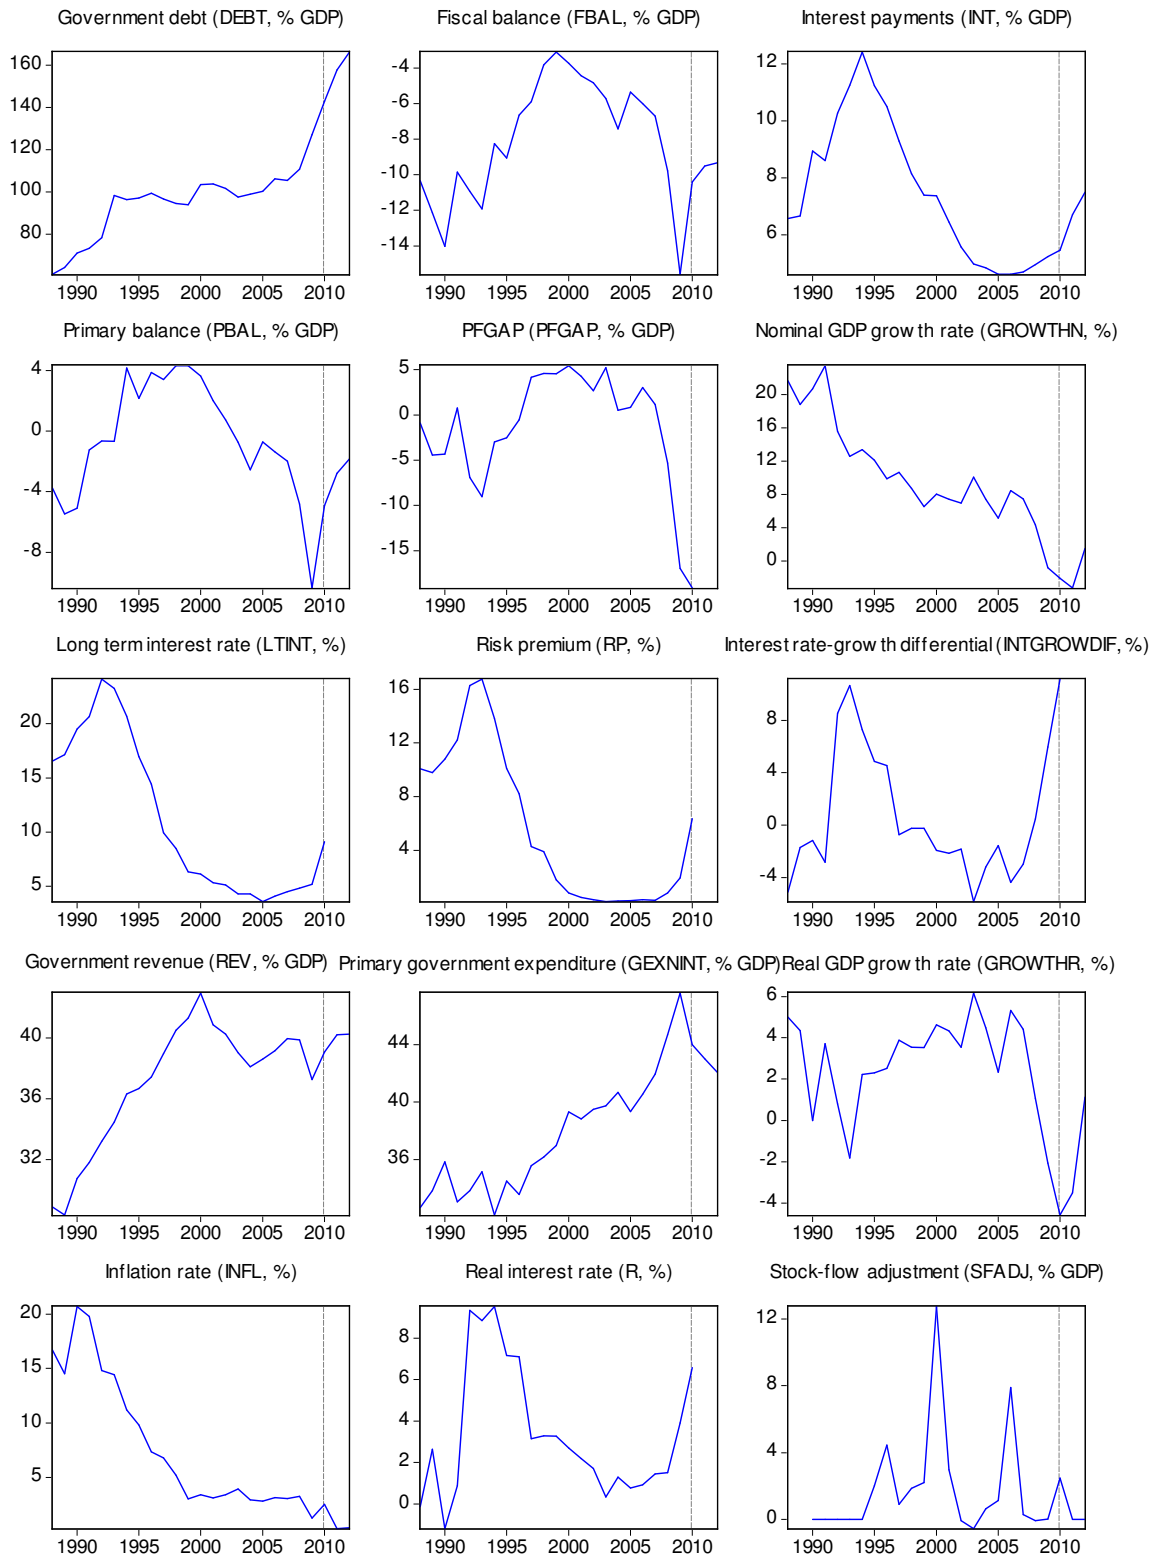 Government debt (DEBT, % GDP)
160
140
120
100
80
1990 1995 2000 2005 2010
Fiscal balance (FBAL, % GDP)
-4
-6
-8
-10
-12
-14
1990 1995 2000 2005 2010
Interest payments (INT, % GDP)
12
10
8
6
1990 1995 2000 2005 2010
Primary balance (PBAL, % GDP)
4
0
-4
-8
1990 1995 2000 2005 2010
PFGAP (PFGAP, % GDP)
5
0
-5
-10
-15
1990 1995 2000 2005 2010
Nominal GDP growth rate (GROWTHN, %)
20
16
12
8
4
0
1990 1995 2000 2005 2010
Long term interest rate (LTINT, %)
20
15
10
5
1990 1995 2000 2005 2010
Risk premium (RP, %)
16
12
8
4
1990 1995 2000 2005 2010
Interest rate-growth differential (INTGROWDIF, %)
8
4
0
-4
1990 1995 2000 2005 2010
Government revenue (REV, % GDP)
40
36
32
1990 1995 2000 2005 2010
Primary government expenditure (GEXNINT, % GDP)
44
40
36
1990 1995 2000 2005 2010
Real GDP growth rate (GROWTHR, %)
6
4
2
0
-2
-4
1990 1995 2000 2005 2010
Inflation rate (INFL, %)
20
15
10
5
1990 1995 2000 2005 2010
Real interest rate (R, %)
8
6
4
2
0
1990 1995 2000 2005 2010
Stock-flow adjustment (SFADJ, % GDP)
12
8
4
0
1990 1995 2000 2005 2010